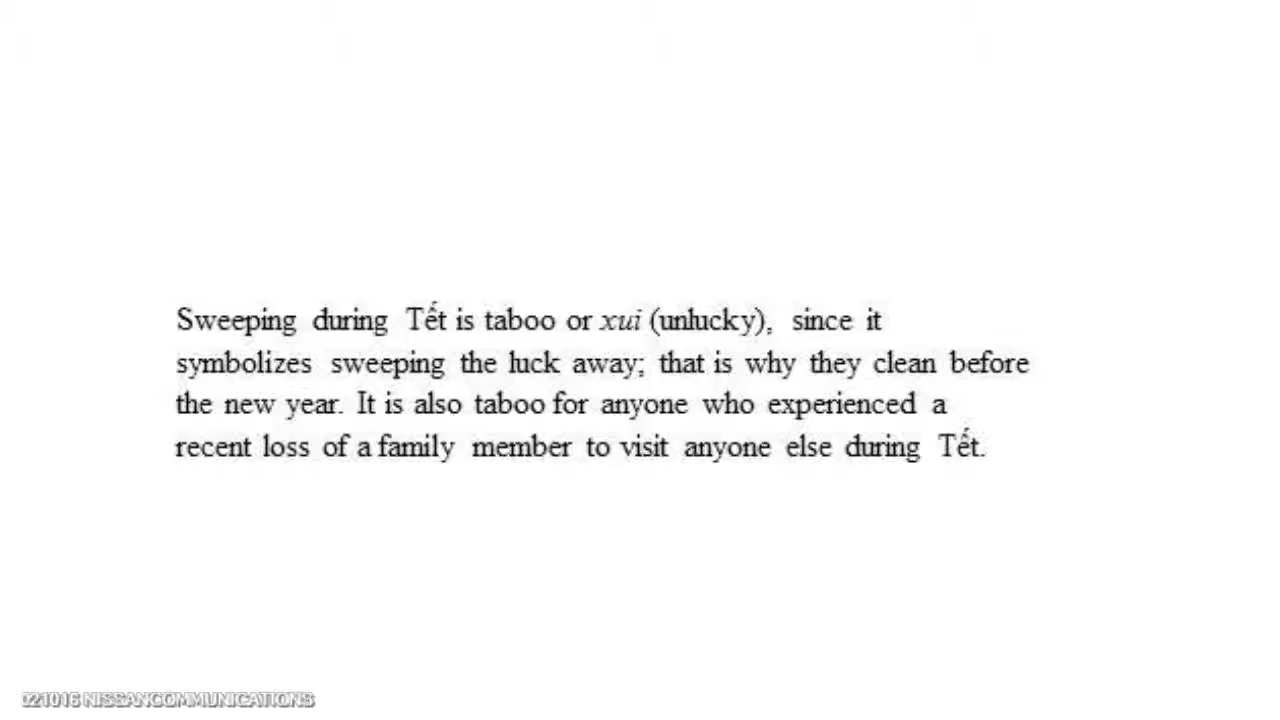 Sweeping during Tết is taboo or xui (unlucky), since it
symbolizes sweeping the luck away; that is why they clean before
the new year. It is also taboo for anyone who experienced a
recent loss of a family member to visit anyone else during Tết.
021016 NISSANCOMMUNICATIONS